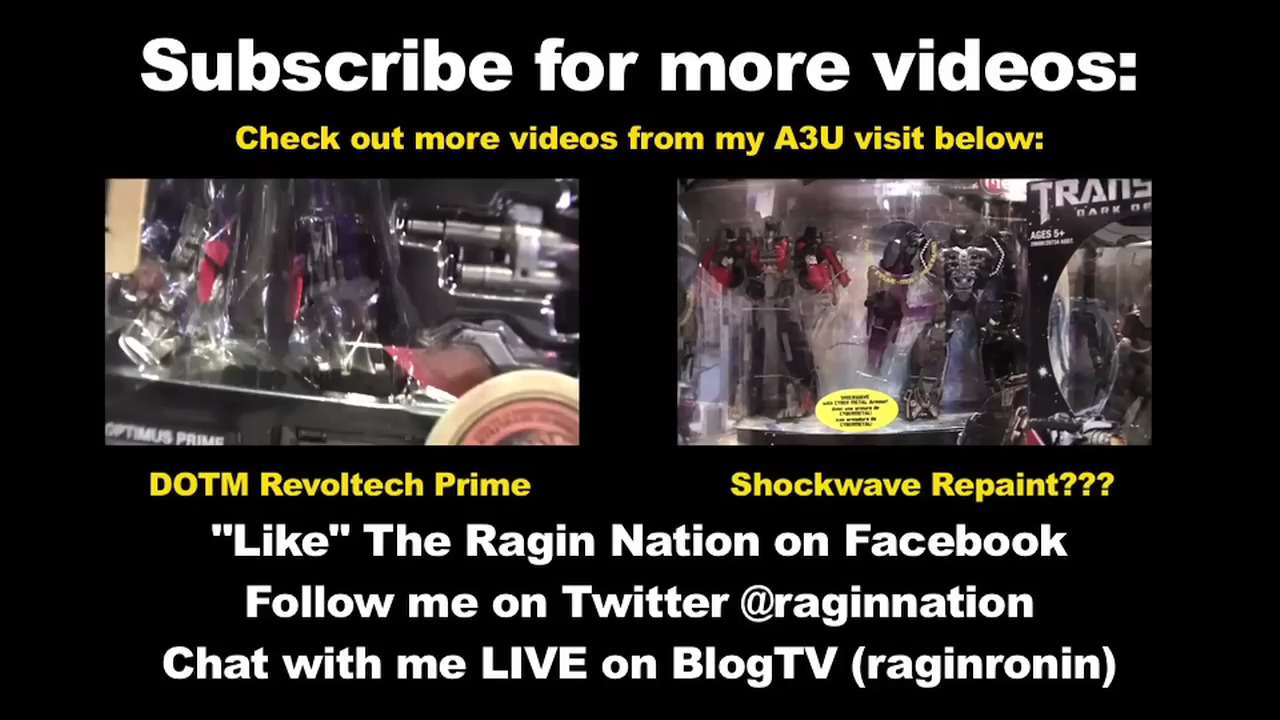 Subscribe for more videos:
Check out more videos from my A3U visit below:
TRANS
DARK OF
AGES 5+
OPTIMUS PRIME
SHOCKWAVE
DOTM Revoltech Prime
Shockwave Repaint???
"Like" The Ragin Nation on Facebook
Follow me on Twitter @raginnation
Chat with me LIVE on BlogTV (raginronin)